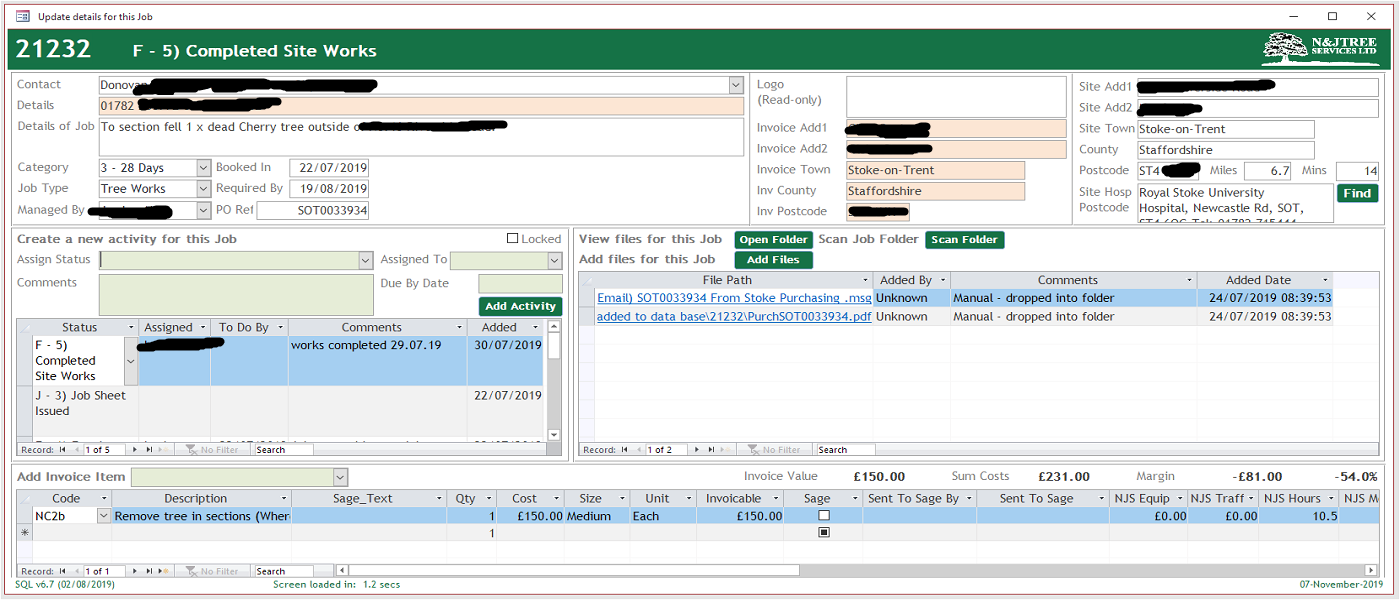 Update details for this Job
21232 F - 5) Completed Site Works N&J TREE SERVICES LTD
Contact Donovan
Details 01782
Details of Job To section fell 1 x dead Cherry tree outside
Category 3 - 28 Days Booked In 22/07/2019
Job Type Tree Works Required By 19/08/2019
Managed By PO Ref SOT0033934
Logo
(Read-only)
Invoice Add1
Invoice Add2
Invoice Town Stoke-on-Trent
Inv County Staffordshire
Inv Postcode
Site Add1
Site Add2
Site Town Stoke-on-Trent
County Staffordshire
Postcode ST4 Miles 6.7 Mins 14
Site Hosp Postcode Royal Stoke University Hospital, Newcastle Rd, SOT, Find
Create a new activity for this Job Locked
Assign Status Assigned To
Comments Due By Date
Add Activity
Status Assigned To Do By Comments Added
F - 5) Completed Site Works works completed 29.07.19 30/07/2019
J - 3) Job Sheet Issued 22/07/2019
Record: 1 of 5 No Filter Search
View files for this Job Open Folder Scan Job Folder Scan Folder
Add files for this Job Add Files
File Path Added By Comments Added Date
Email) SOT0033934 From Stoke Purchasing .msg Unknown Manual - dropped into folder 24/07/2019 08:39:53
added to data base\21232\PurchSOT0033934.pdf Unknown Manual - dropped into folder 24/07/2019 08:39:53
Record: 1 of 2 No Filter Search
Add Invoice Item Invoice Value £150.00 Sum Costs £231.00 Margin -£81.00 -54.0%
Code Description Sage_Text Qty Cost Size Unit Invoicable Sage Sent To Sage By Sent To Sage NJS Equip NJS Traff NJS Hours NJS M
NC2b Remove tree in sections (Wher 1 £150.00 Medium Each £150.00 £0.00 £0.00 10.5
* 1
Record: 1 of 1 No Filter Search
SQL v6.7 (02/08/2019) Screen loaded in: 1.2 secs 07-November-2019